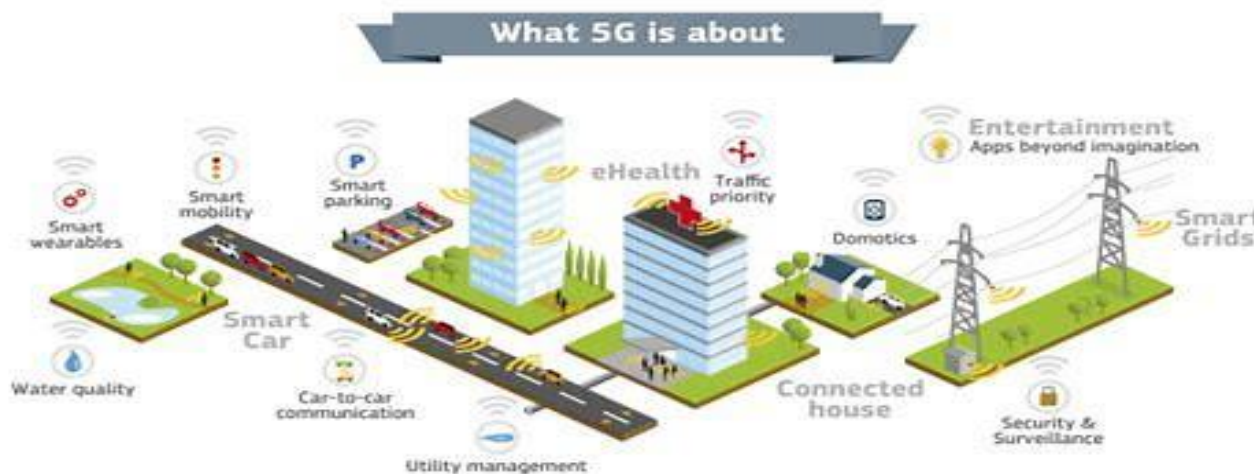 What 5G is about
Smart
wearables
Smart
mobility
P
Smart
parking
eHealth
Traffic
priority
Domotics
Entertainment
Apps beyond imagination
Smart
Grids
Smart
Car
Water quality
Car-to-car
communication
Utility management
Connected
house
Security &
Surveillance